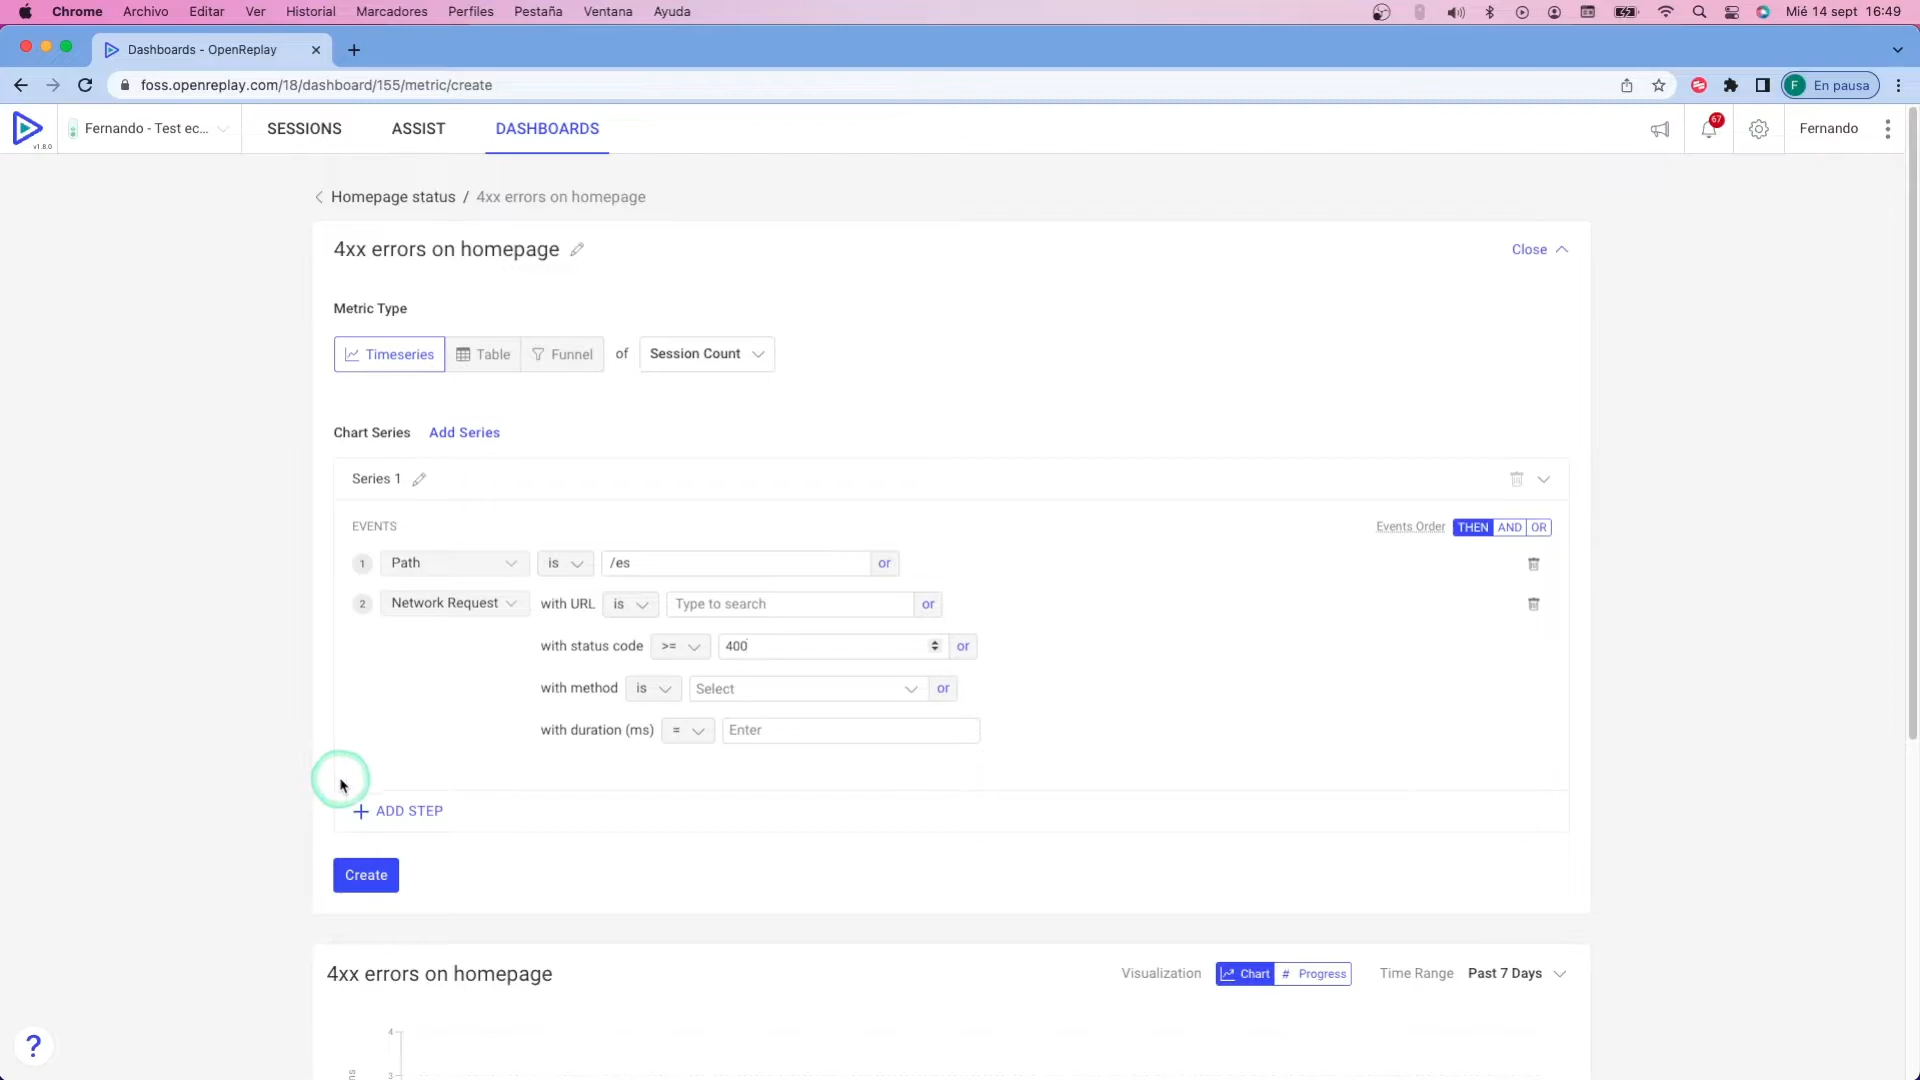 Chrome Archivo Editar Ver Historial Marcadores Perfiles Pestaña Ventana Ayuda Mié 14 sept 16:49
Dashboards - OpenReplay
foss.openreplay.com/18/dashboard/155/metric/create En pausa
F
v1.8.0 Fernando - Test ec... SESSIONS ASSIST DASHBOARDS 67 Fernando
Homepage status / 4xx errors on homepage
4xx errors on homepage Close
Metric Type
Timeseries Table Funnel of Session Count
Chart Series Add Series
Series 1
EVENTS Events Order THEN AND OR
1 Path is /es or
2 Network Request with URL is Type to search or
with status code >= 400 or
with method is Select or
with duration (ms) = Enter
+ ADD STEP
Create
4xx errors on homepage Visualization Chart # Progress Time Range Past 7 Days
4
3
ns
?